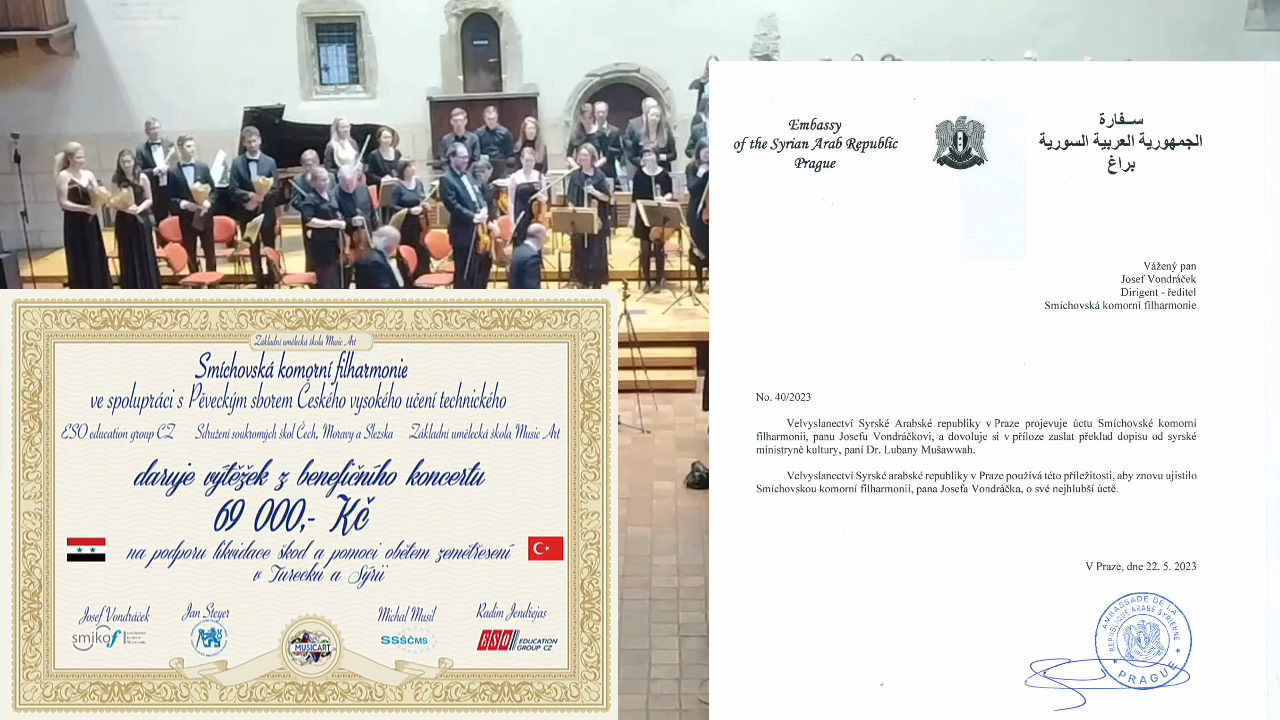 Základní umělecká škola Music Art
Smíchovská komorní filharmonie
ve spolupráci s Pěveckým sborem Českého vysokého učení technického
ESO education group CZ Sdružení soukromých škol Čech, Moravy a Slezska Základní umělecká škola Music Art
daruje výtěžek z benefičního koncertu
69 000,- Kč
na podporu likvidace škod a pomoci obětem zemětřesení
v Turecku a Sýrii
Josef Vondráček Jan Steyer Michal Musil Radim Jendřejas
smíkof
MUSICART
SSŠČMS
ESO EDUCATION
GROUP CZ
Embassy
of the Syrian Arab Republic
Prague
سـفارة
الجمهورية العربية السورية
براغ
Vážený pan
Josef Vondráček
Dirigent - ředitel
Smíchovská komorní filharmonie
No. 40/2023
Velvyslanectví Syrské Arabské republiky v Praze projevuje úctu Smíchovské komorní
filharmonii, panu Josefu Vondráčkovi, a dovoluje si v příloze zaslat překlad dopisu od syrské
ministryně kultury, paní Dr. Lubany Mušawwah.
Velvyslanectví Syrské arabské republiky v Praze používá této příležitosti, aby znovu ujistilo
Smíchovskou komorní filharmonii, pana Josefa Vondráčka, o své nejhlubší úctě.
V Praze, dne 22. 5. 2023
AMBASSADE DE LA
REPUBLIQUE ARABE SYRIENNE
PRAGUE